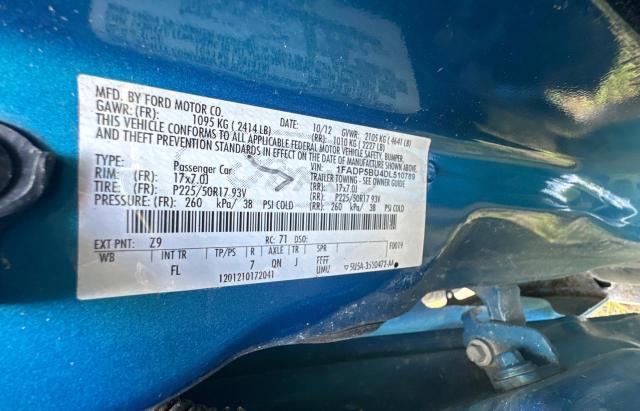 MFD. BY FORD MOTOR CO.
DATE: 10/12 GVWR: 2105 KG (4641 LB)
GAWR: (FR): 1095 KG (2414 LB) (RR): 1010 KG (2227 LB)
THIS VEHICLE CONFORMS TO ALL APPLICABLE FEDERAL MOTOR VEHICLE SAFETY, BUMPER,
AND THEFT PREVENTION STANDARDS IN EFFECT ON THE DATE OF MANUFACTURE SHOWN ABOVE.
VIN: 1FADP5BU4DL510789
TYPE: Passenger Car TRAILER TOWING - SEE OWNER GUIDE
RIM: (FR): 17x7.0J (RR): 17x7.0J
TIRE: (FR): P225/50R17 93V (RR): P225/50R17 93V
PRESSURE: (FR): 260 kPa/ 38 PSI COLD (RR): 260 kPa/ 38 PSI COLD
EXT PNT: Z9 RC: 71 DSO: F0019
WB INT TR TP/PS R AXLE TR SPR
FL 7 QN J FFFF
1201210172041 UMU